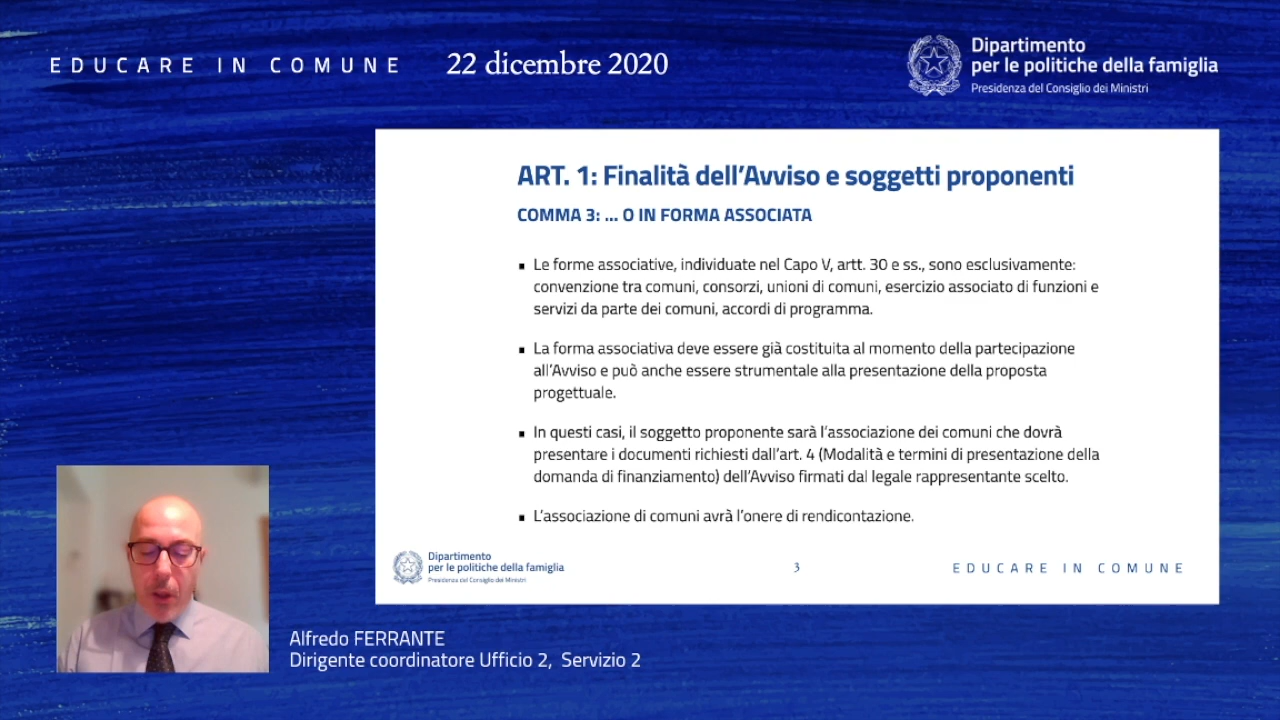 EDUCARE IN COMUNE
22 dicembre 2020
Dipartimento
per le politiche della famiglia
Presidenza del Consiglio dei Ministri
ART. 1: Finalità dell'Avviso e soggetti proponenti
COMMA 3: ... O IN FORMA ASSOCIATA
▪ Le forme associative, individuate nel Capo V, artt. 30 e ss., sono esclusivamente:
convenzione tra comuni, consorzi, unioni di comuni, esercizio associato di funzioni e
servizi da parte dei comuni, accordi di programma.
▪ La forma associativa deve essere già costituita al momento della partecipazione
all'Avviso e può anche essere strumentale alla presentazione della proposta
progettuale.
▪ In questi casi, il soggetto proponente sarà l'associazione dei comuni che dovrà
presentare i documenti richiesti dall'art. 4 (Modalità e termini di presentazione della
domanda di finanziamento) dell'Avviso firmati dal legale rappresentante scelto.
▪ L'associazione di comuni avrà l'onere di rendicontazione.
Dipartimento
per le politiche della famiglia
Presidenza del Consiglio dei Ministri
3
EDUCARE IN COMUNE
Alfredo FERRANTE
Dirigente coordinatore Ufficio 2, Servizio 2